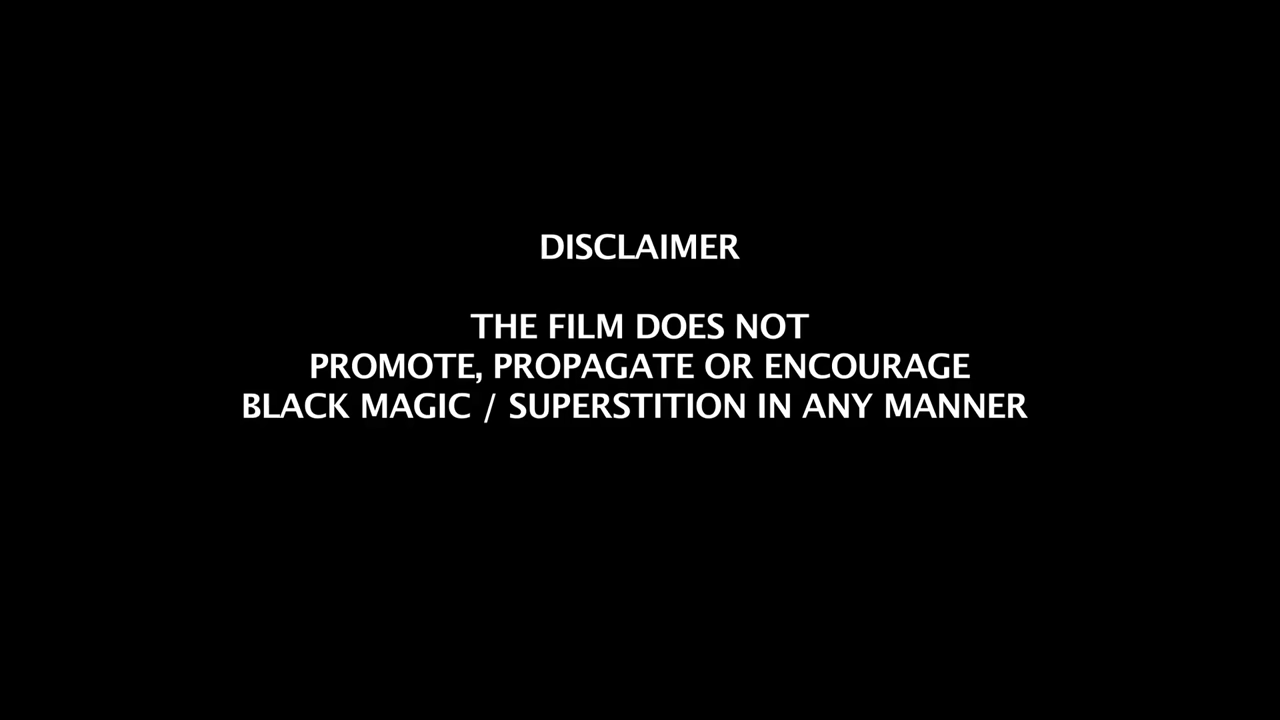 DISCLAIMER
THE FILM DOES NOT
PROMOTE, PROPAGATE OR ENCOURAGE
BLACK MAGIC / SUPERSTITION IN ANY MANNER